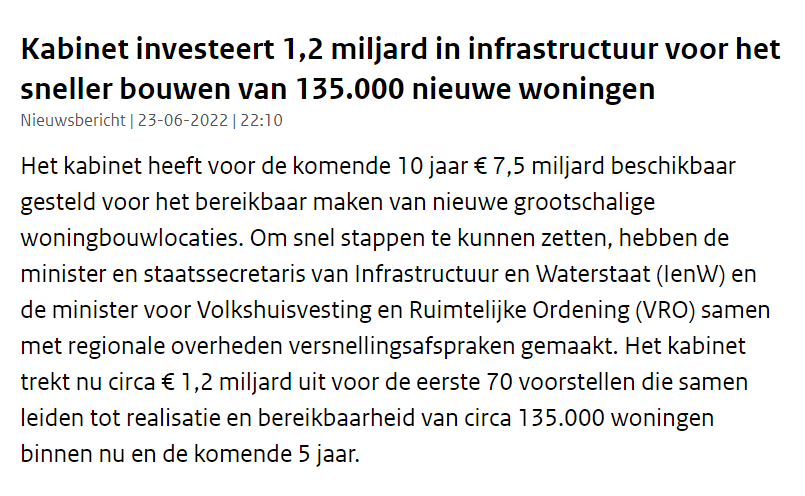 Kabinet investeert 1,2 miljard in infrastructuur voor het
sneller bouwen van 135.000 nieuwe woningen
Nieuwsbericht | 23-06-2022 | 22:10
Het kabinet heeft voor de komende 10 jaar € 7,5 miljard beschikbaar
gesteld voor het bereikbaar maken van nieuwe grootschalige
woningbouwlocaties. Om snel stappen te kunnen zetten, hebben de
minister en staatssecretaris van Infrastructuur en Waterstaat (IenW) en
de minister voor Volkshuisvesting en Ruimtelijke Ordening (VRO) samen
met regionale overheden versnellingsafspraken gemaakt. Het kabinet
trekt nu circa € 1,2 miljard uit voor de eerste 70 voorstellen die samen
leiden tot realisatie en bereikbaarheid van circa 135.000 woningen
binnen nu en de komende 5 jaar.